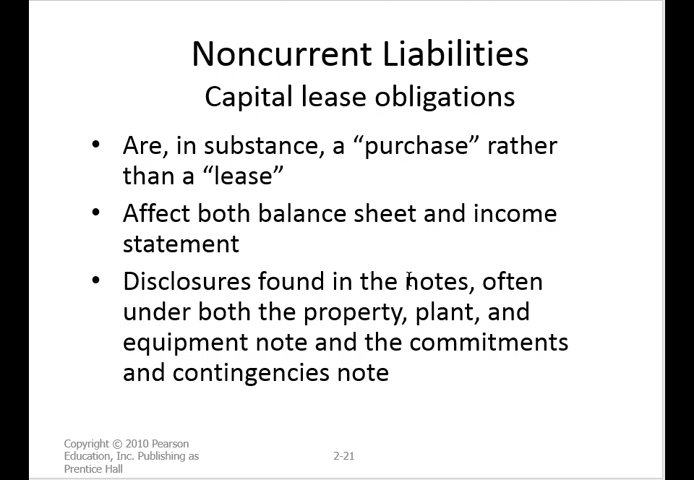 Noncurrent Liabilities
Capital lease obligations
• Are, in substance, a “purchase” rather
than a “lease”
• Affect both balance sheet and income
statement
• Disclosures found in the notes, often
under both the property, plant, and
equipment note and the commitments
and contingencies note
Copyright © 2010 Pearson
Education, Inc. Publishing as
Prentice Hall
2-21